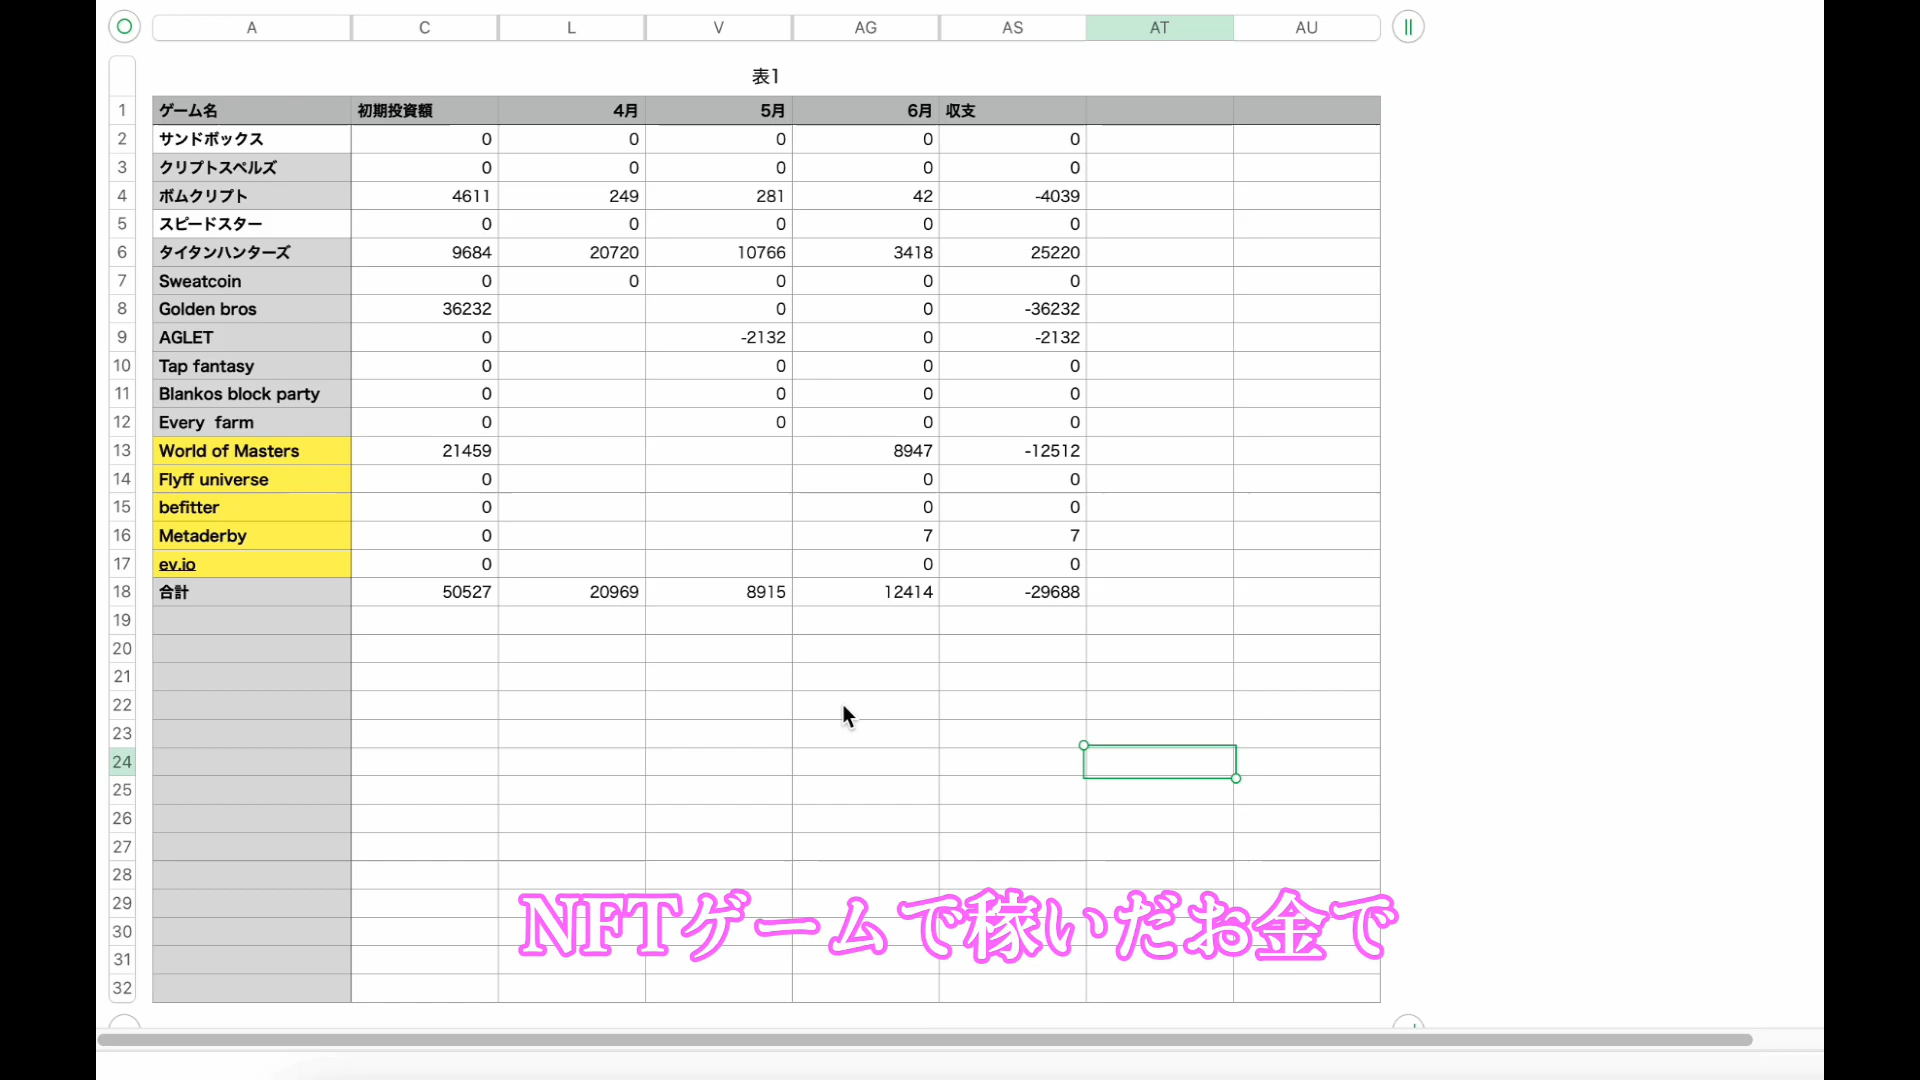 A C L V AG AS AT AU
表1
1 ゲーム名 初期投資額 4月 5月 6月 収支
2 サンドボックス 0 0 0 0 0
3 クリプトスペルズ 0 0 0 0 0
4 ボムクリプト 4611 249 281 42 -4039
5 スピードスター 0 0 0 0 0
6 タイタンハンターズ 9684 20720 10766 3418 25220
7 Sweatcoin 0 0 0 0 0
8 Golden bros 36232 0 0 -36232
9 AGLET 0 -2132 0 -2132
10 Tap fantasy 0 0 0 0
11 Blankos block party 0 0 0 0
12 Every farm 0 0 0 0
13 World of Masters 21459 8947 -12512
14 Flyff universe 0 0 0
15 befitter 0 0 0
16 Metaderby 0 7 7
17 ev.io 0 0 0
18 合計 50527 20969 8915 12414 -29688
19
20
21
22
23
24
25
26
27
28
29
30
31
32
NFTゲームで稼いだお金で